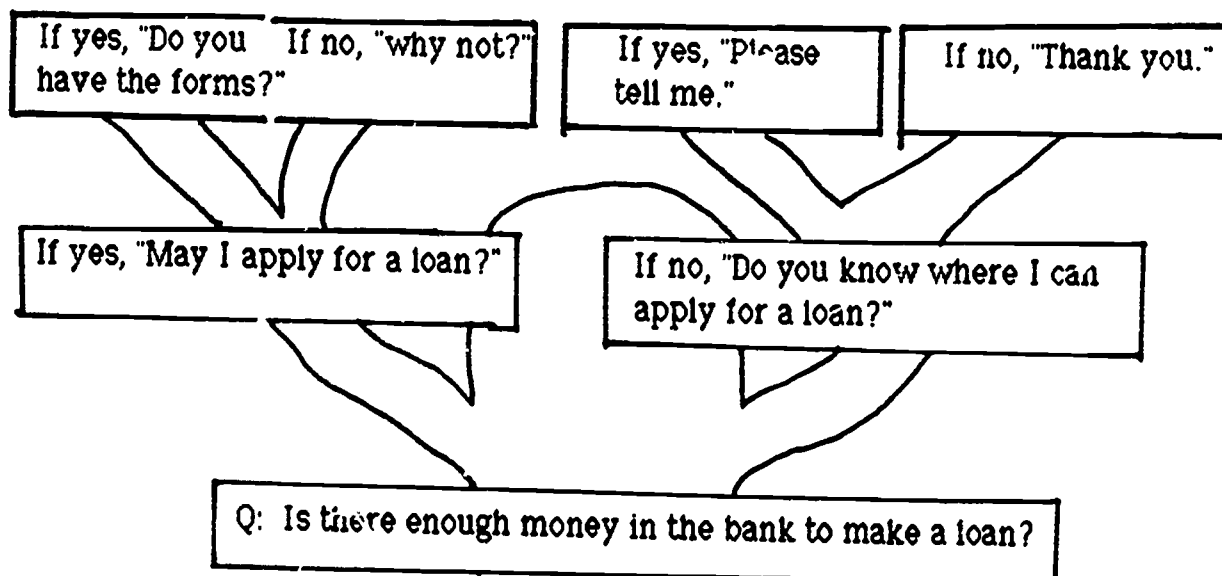 If yes, "Do you
have the forms?"
If no, "why not?"
If yes, "Please
tell me."
If no, "Thank you."
If yes, "May I apply for a loan?"
If no, "Do you know where I can
apply for a loan?"
Q: Is there enough money in the bank to make a loan?